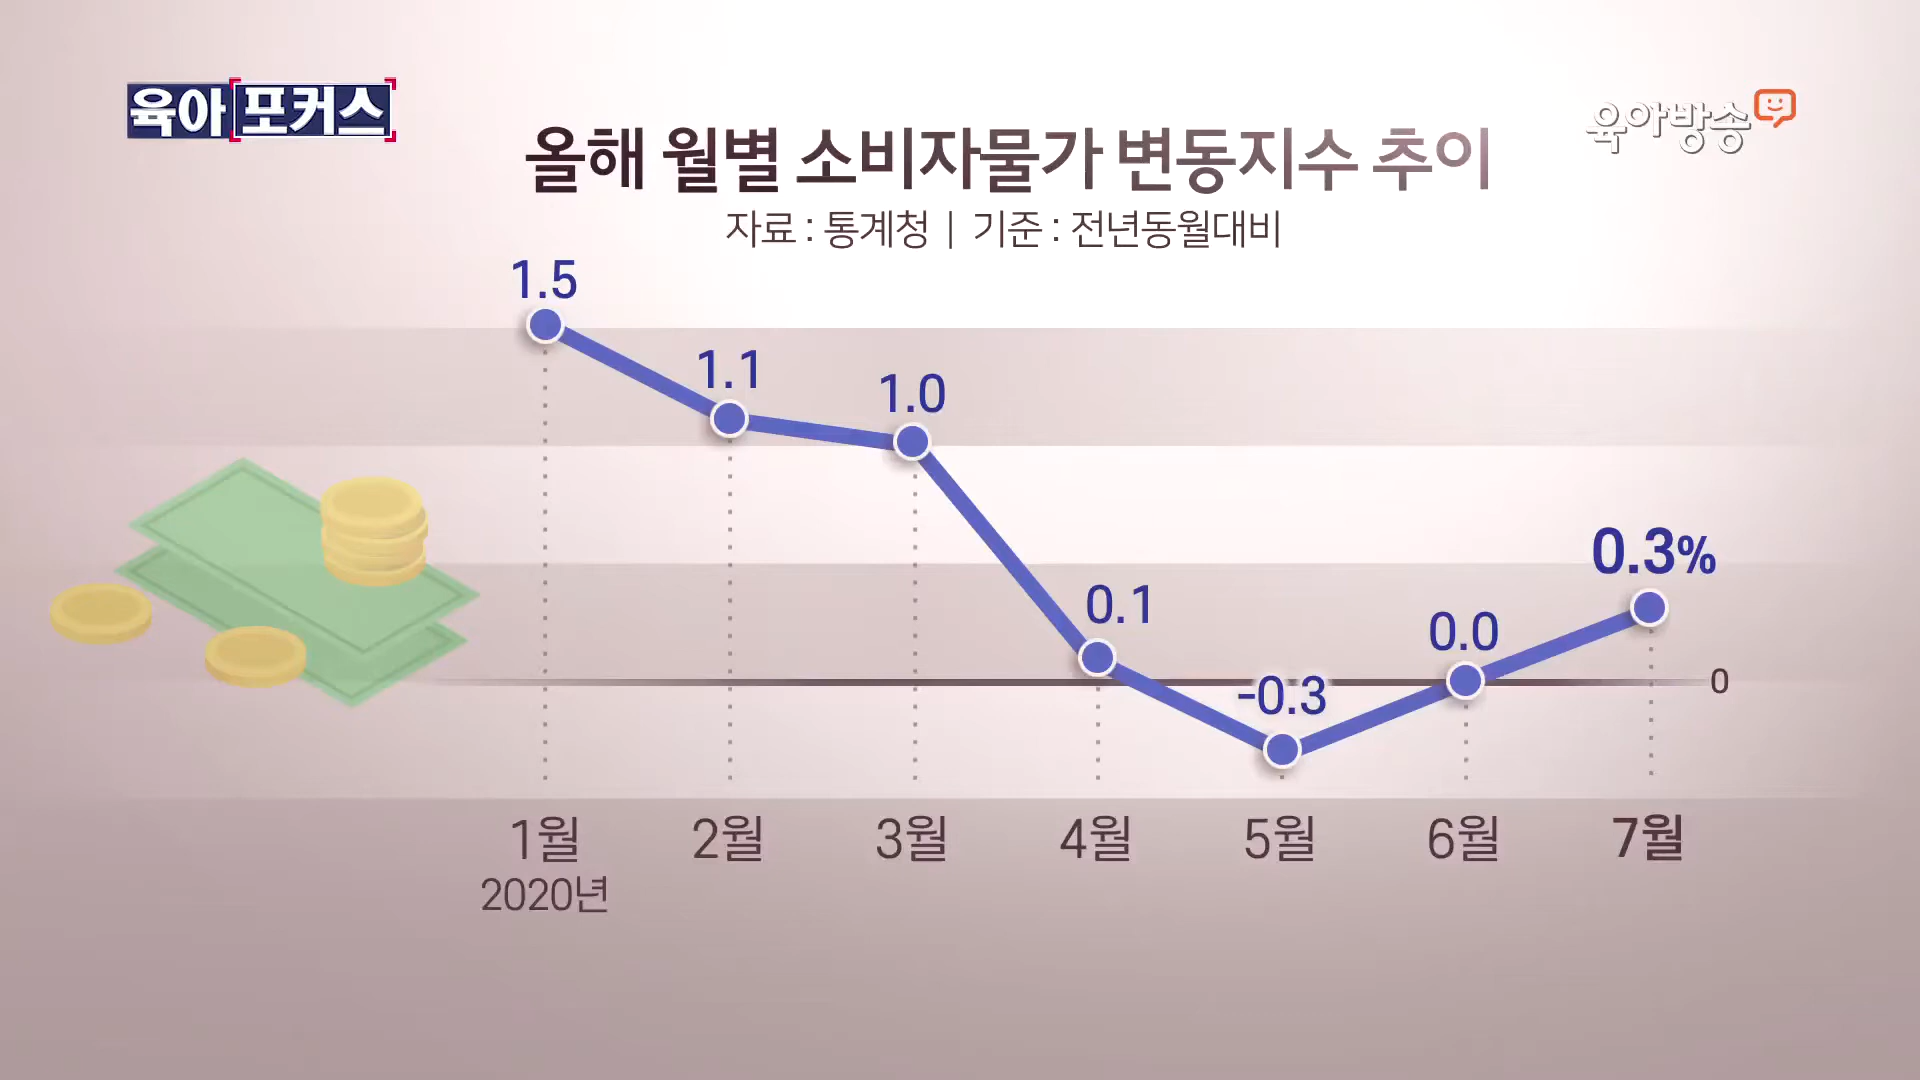 육아포커스
육아방송
올해 월별 소비자물가 변동지수 추이
자료 : 통계청 | 기준 : 전년동월대비
1.5
1.1
1.0
0.1
-0.3
0.0
0.3%
0
1월
2월
3월
4월
5월
6월
7월
2020년